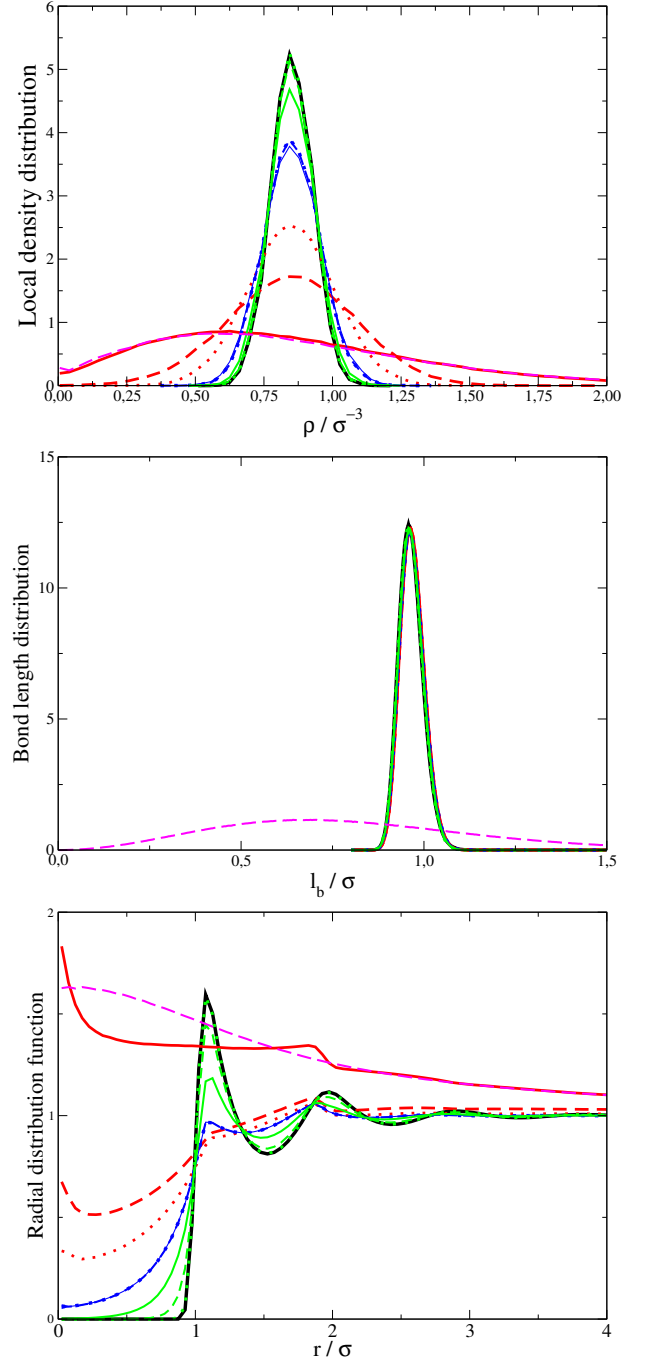 Local density distribution
6
5
4
3
2
1
0
0,00 0,25 0,50 0,75 1,00 1,25 1,50 1,75 2,00
ρ / σ⁻³
Bond length distribution
15
10
5
0
0,0 0,5 1,0 1,5
l_b / σ
Radial distribution function
2
1
0
0 1 2 3 4
r / σ